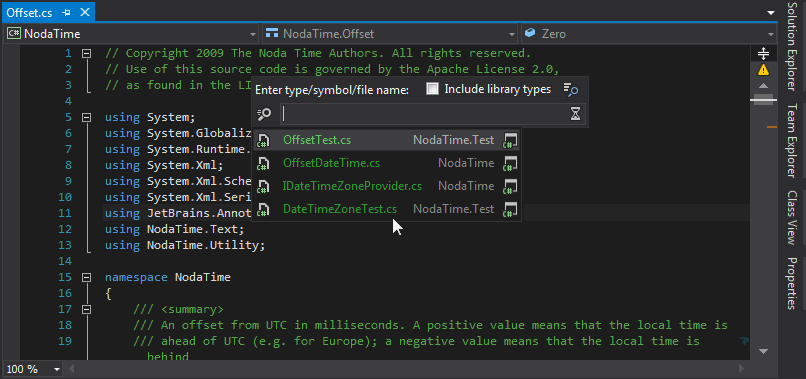 Offset.cs
NodaTime NodaTime.Offset Zero
1 // Copyright 2009 The Noda Time Authors. All rights reserved.
2 // Use of this source code is governed by the Apache License 2.0,
3 // as found in the LI
4
5 using System;
6 using System.Globaliz
7 using System.Runtime.
8 using System.Xml;
9 using System.Xml.Sche
10 using System.Xml.Seri
11 using JetBrains.Annot
12 using NodaTime.Text;
13 using NodaTime.Utility;
14
15 namespace NodaTime
16 {
17 /// <summary>
18 /// An offset from UTC in milliseconds. A positive value means that the local time is
19 /// ahead of UTC (e.g. for Europe); a negative value means that the local time is
behind
Enter type/symbol/file name: Include library types
OffsetTest.cs NodaTime.Test
OffsetDateTime.cs NodaTime
IDateTimeZoneProvider.cs NodaTime
DateTimeZoneTest.cs NodaTime.Test
100 %
Solution Explorer
Team Explorer
Class View
Properties